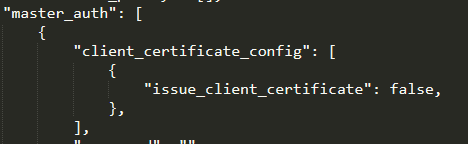 "master_auth": [
{
"client_certificate_config": [
{
"issue_client_certificate": false,
},
],